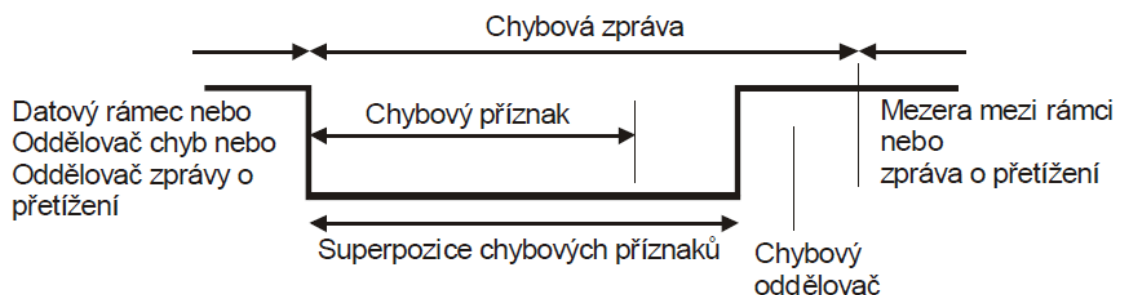 Chybová zpráva
Datový rámec nebo
Oddělovač chyb nebo
Oddělovač zprávy o
přetížení
Chybový příznak
Mezera mezi rámci
nebo
zpráva o přetížení
Superpozice chybových příznaků
Chybový
oddělovač